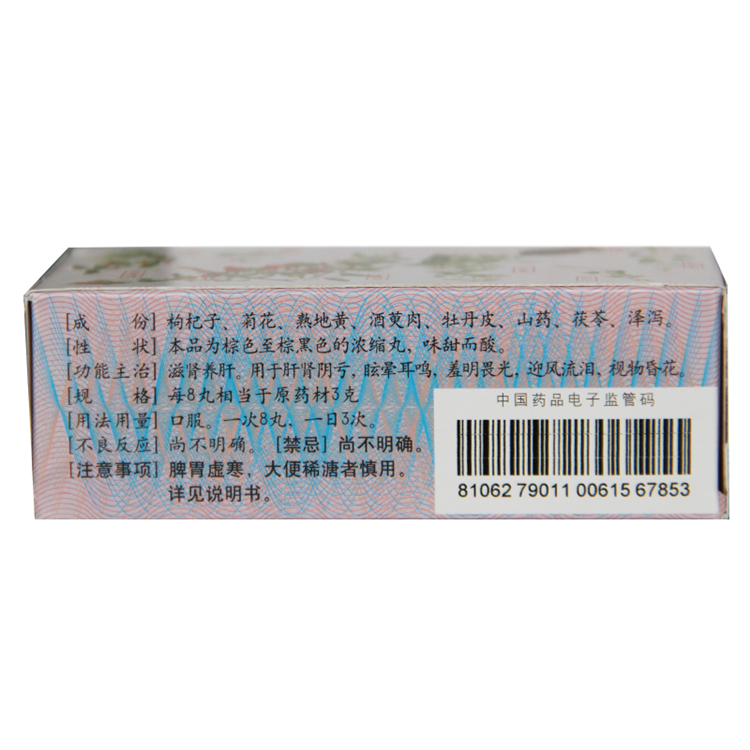 [成　份] 枸杞子、菊花、熟地黄、酒萸肉、牡丹皮、山药、茯苓、泽泻。
[性　状] 本品为棕色至棕黑色的浓缩丸，味甜而酸。
[功能主治] 滋肾养肝。用于肝肾阴亏，眩晕耳鸣，羞明畏光，迎风流泪，视物昏花。
[规　格] 每8丸相当于原药材3克
[用法用量] 口服。一次8丸，一日3次。
[不良反应] 尚不明确。[禁忌] 尚不明确。
[注意事项] 脾胃虚寒，大便稀溏者慎用。
详见说明书。
中国药品电子监管码
81062 79011 00615 67853